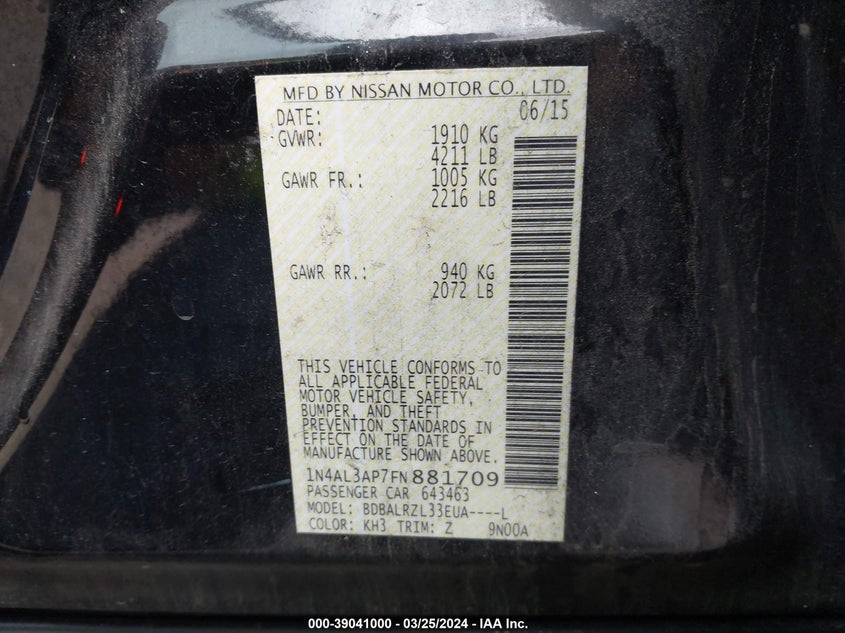 MFD BY NISSAN MOTOR CO., LTD.
DATE: 06/15
GVWR: 1910 KG
4211 LB
GAWR FR.: 1005 KG
2216 LB
GAWR RR.: 940 KG
2072 LB
THIS VEHICLE CONFORMS TO
ALL APPLICABLE FEDERAL
MOTOR VEHICLE SAFETY,
BUMPER, AND THEFT
PREVENTION STANDARDS IN
EFFECT ON THE DATE OF
MANUFACTURE SHOWN ABOVE.
1N4AL3AP7FN881709
PASSENGER CAR 643463
MODEL: BDBALRZL33EUA----L
COLOR: KH3 TRIM: Z 9N00A
000-39041000 - 03/25/2024 - IAA Inc.